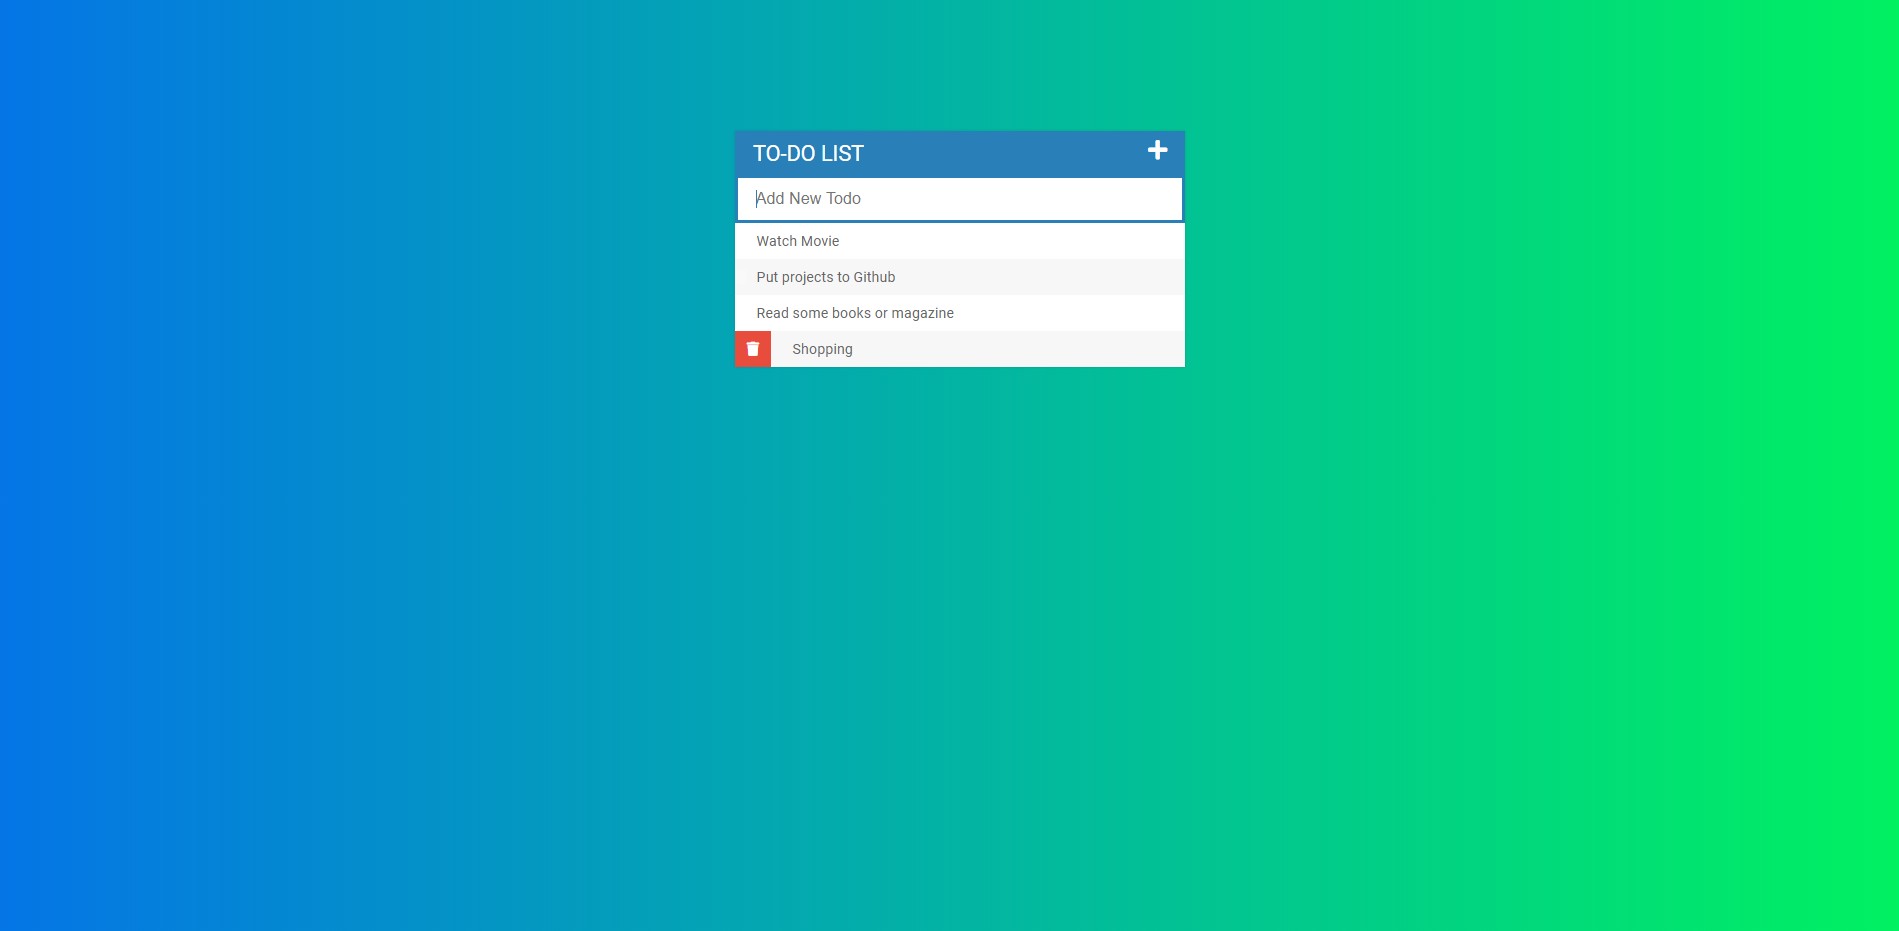 TO-DO LIST
Add New Todo
Watch Movie
Put projects to Github
Read some books or magazine
Shopping